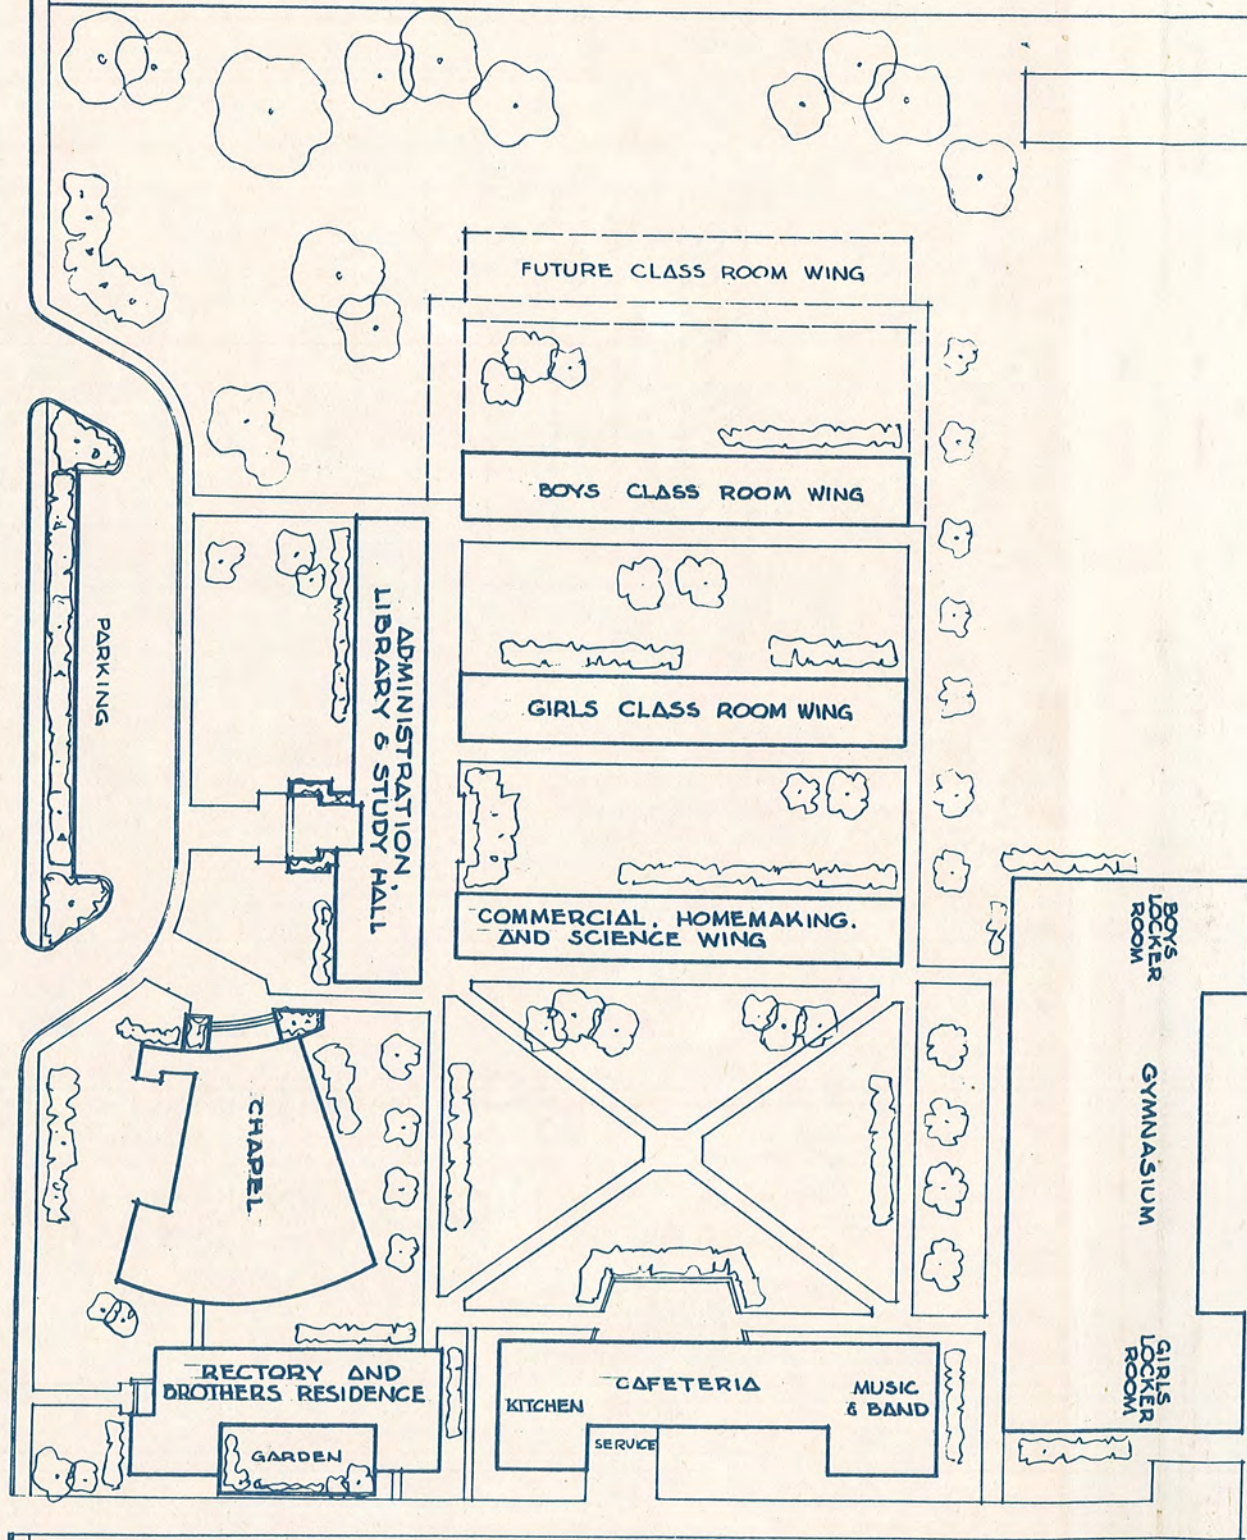 FUTURE CLASS ROOM WING
BOYS CLASS ROOM WING
ADMINISTRATION,
LIBRARY & STUDY HALL
PARKING
GIRLS CLASS ROOM WING
COMMERCIAL, HOMEMAKING,
AND SCIENCE WING
BOYS
LOCKER
ROOM
GYMNASIUM
GIRLS
LOCKER
ROOM
CHAPEL
RECTORY AND
BROTHERS RESIDENCE
GARDEN
CAFETERIA
KITCHEN
MUSIC
& BAND
SERVICE